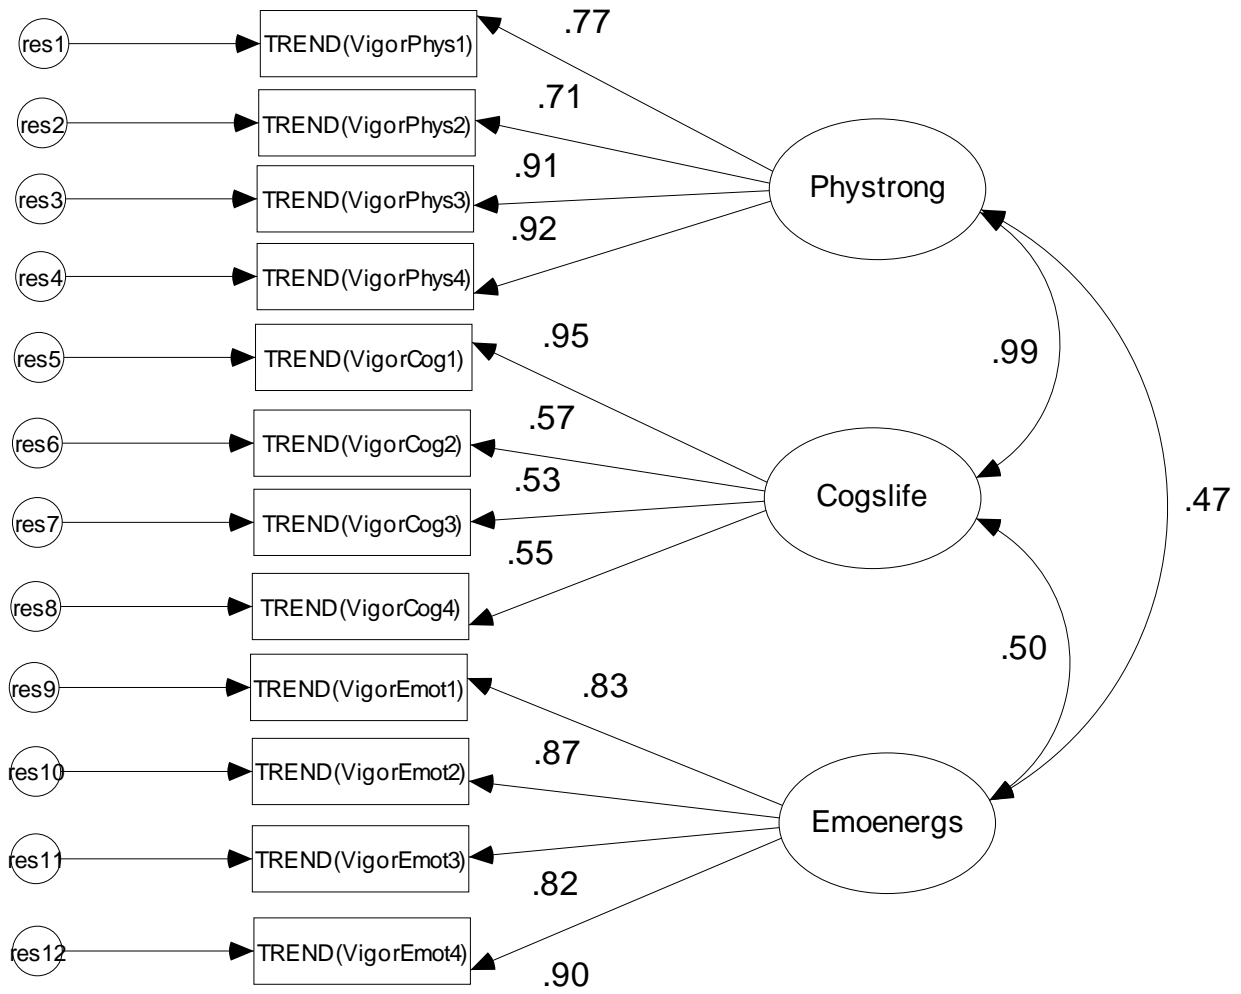 res1
TREND(VigorPhys1)
.77
res2
TREND(VigorPhys2)
.71
res3
TREND(VigorPhys3)
.91
Phystrong
res4
TREND(VigorPhys4)
.92
res5
TREND(VigorCog1)
.95
.99
res6
TREND(VigorCog2)
.57
res7
TREND(VigorCog3)
.53
Cogslife
.47
res8
TREND(VigorCog4)
.55
res9
TREND(VigorEmot1)
.83
.50
res10
TREND(VigorEmot2)
.87
res11
TREND(VigorEmot3)
.82
Emoenergs
res12
TREND(VigorEmot4)
.90